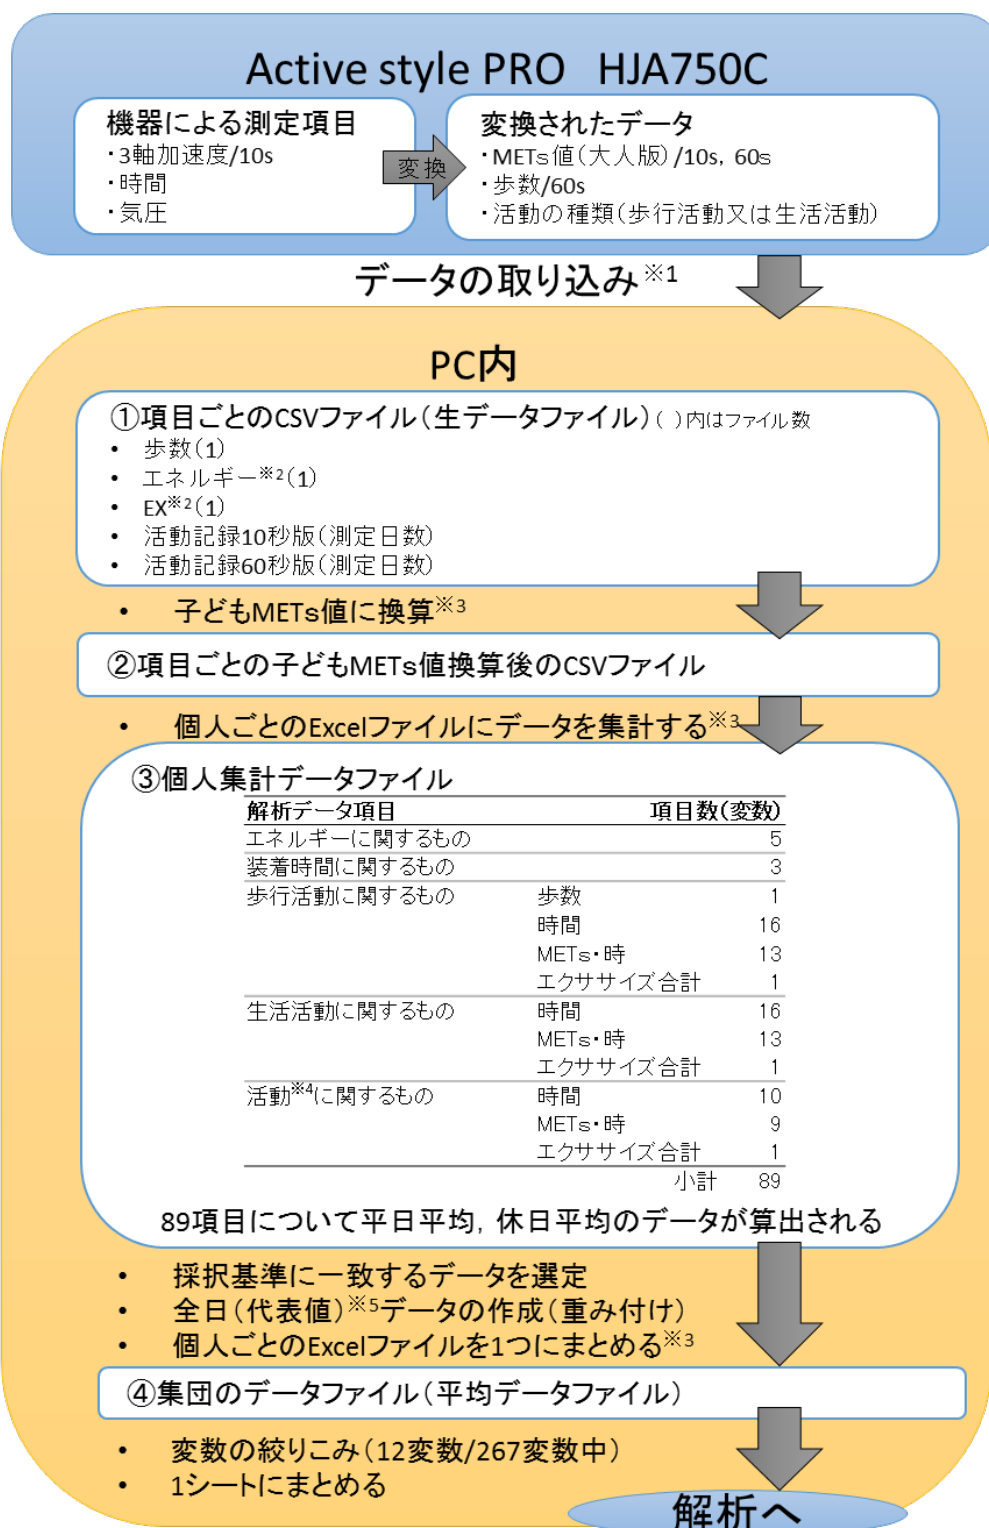 Active style PRO HJA750C
機器による測定項目
・3軸加速度/10s
・時間
・気圧
変換
変換されたデータ
・METs値(大人版)/10s, 60s
・歩数/60s
・活動の種類(歩行活動又は生活活動)
データの取り込み※1
PC内
①項目ごとのCSVファイル(生データファイル)( )内はファイル数
• 歩数(1)
• エネルギー※2(1)
• EX※2(1)
• 活動記録10秒版(測定日数)
• 活動記録60秒版(測定日数)
• 子どもMETs値に換算※3
②項目ごとの子どもMETs値換算後のCSVファイル
• 個人ごとのExcelファイルにデータを集計する※3
③個人集計データファイル
解析データ項目 項目数(変数)
エネルギーに関するもの 5
装着時間に関するもの 3
歩行活動に関するもの 歩数 1
時間 16
METs・時 13
エクササイズ合計 1
生活活動に関するもの 時間 16
METs・時 13
エクササイズ合計 1
活動※4に関するもの 時間 10
METs・時 9
エクササイズ合計 1
小計 89
89項目について平日平均, 休日平均のデータが算出される
• 採択基準に一致するデータを選定
• 全日(代表値)※5データの作成(重み付け)
• 個人ごとのExcelファイルを1つにまとめる※3
④集団のデータファイル(平均データファイル)
• 変数の絞りこみ(12変数/267変数中)
• 1シートにまとめる
解析へ